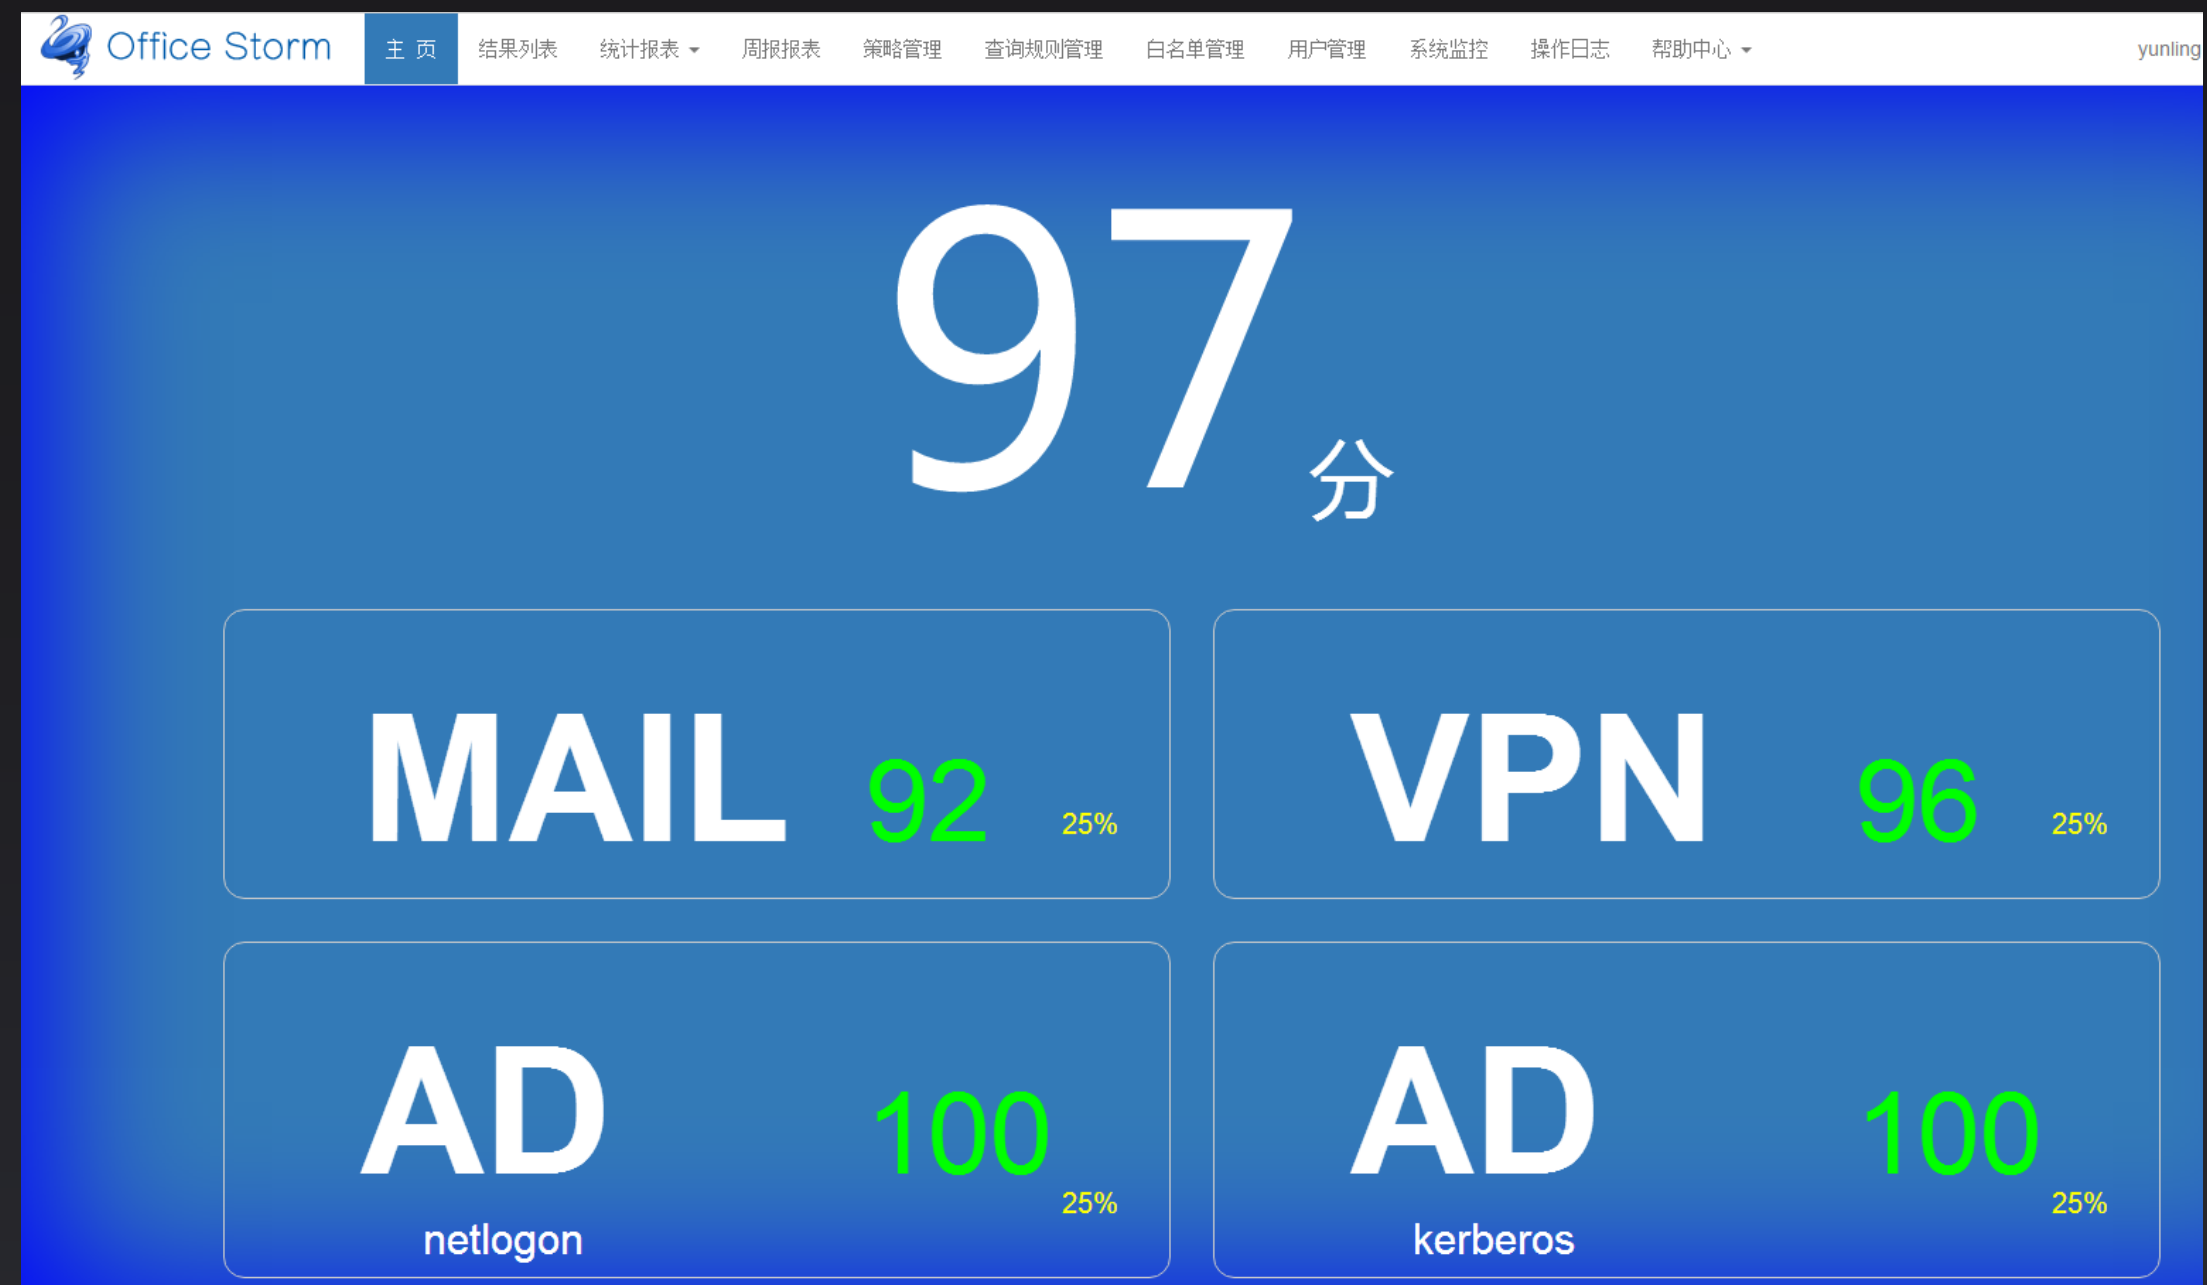 Office Storm 主 页 结果列表 统计报表 周报报表 策略管理 查询规则管理 白名单管理 用户管理 系统监控 操作日志 帮助中心 yunling
97 分
MAIL 92 25%
VPN 96 25%
AD 100 25%
netlogon
AD 100 25%
kerberos